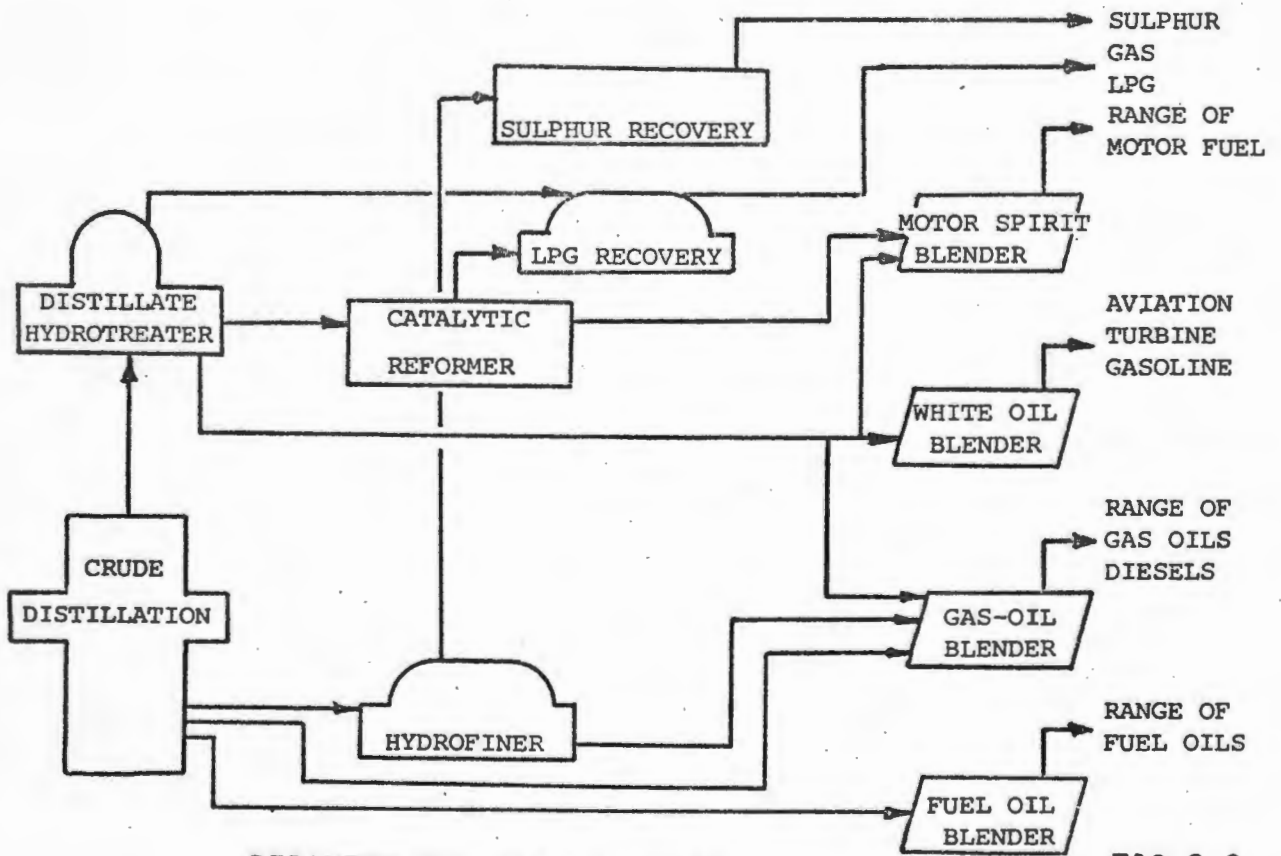 SULPHUR
GAS
LPG
RANGE OF
MOTOR FUEL
SULPHUR RECOVERY
MOTOR SPIRIT
BLENDER
LPG RECOVERY
DISTILLATE
HYDROTREATER
CATALYTIC
REFORMER
AVIATION
TURBINE
GASOLINE
WHITE OIL
BLENDER
RANGE OF
GAS OILS
DIESELS
CRUDE
DISTILLATION
GAS-OIL
BLENDER
HYDROFINER
RANGE OF
FUEL OILS
FUEL OIL
BLENDER